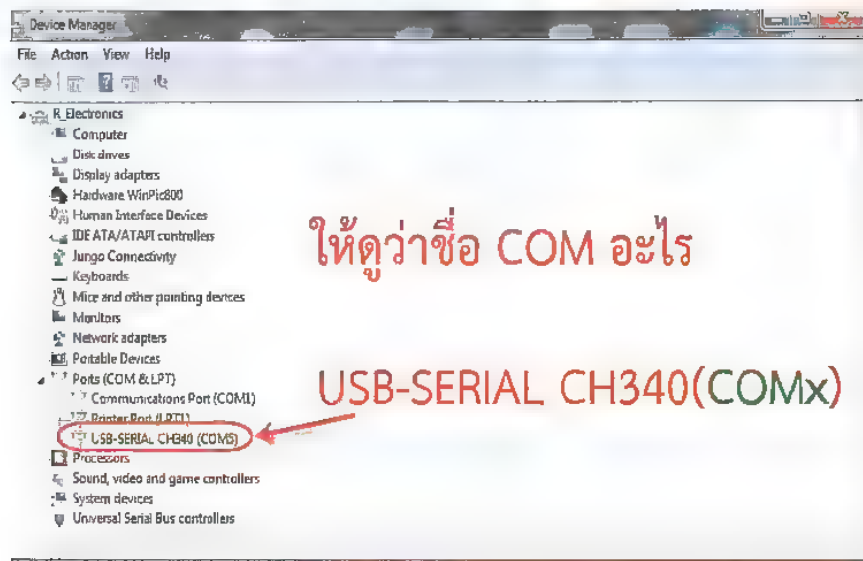 Device Manager
File Action View Help
R_Electronics
Computer
Disk drives
Display adapters
Hardware WinPic800
Human Interface Devices
IDE ATA/ATAPI controllers
Jungo Connectivity
Keyboards
Mice and other pointing devices
Monitors
Network adapters
Portable Devices
Ports (COM & LPT)
Communications Port (COM1)
Printer Port (LPT1)
USB-SERIAL CH340 (COM5)
Processors
Sound, video and game controllers
System devices
Universal Serial Bus controllers
ให้ดูว่าชื่อ COM อะไร
USB-SERIAL CH340(COMx)